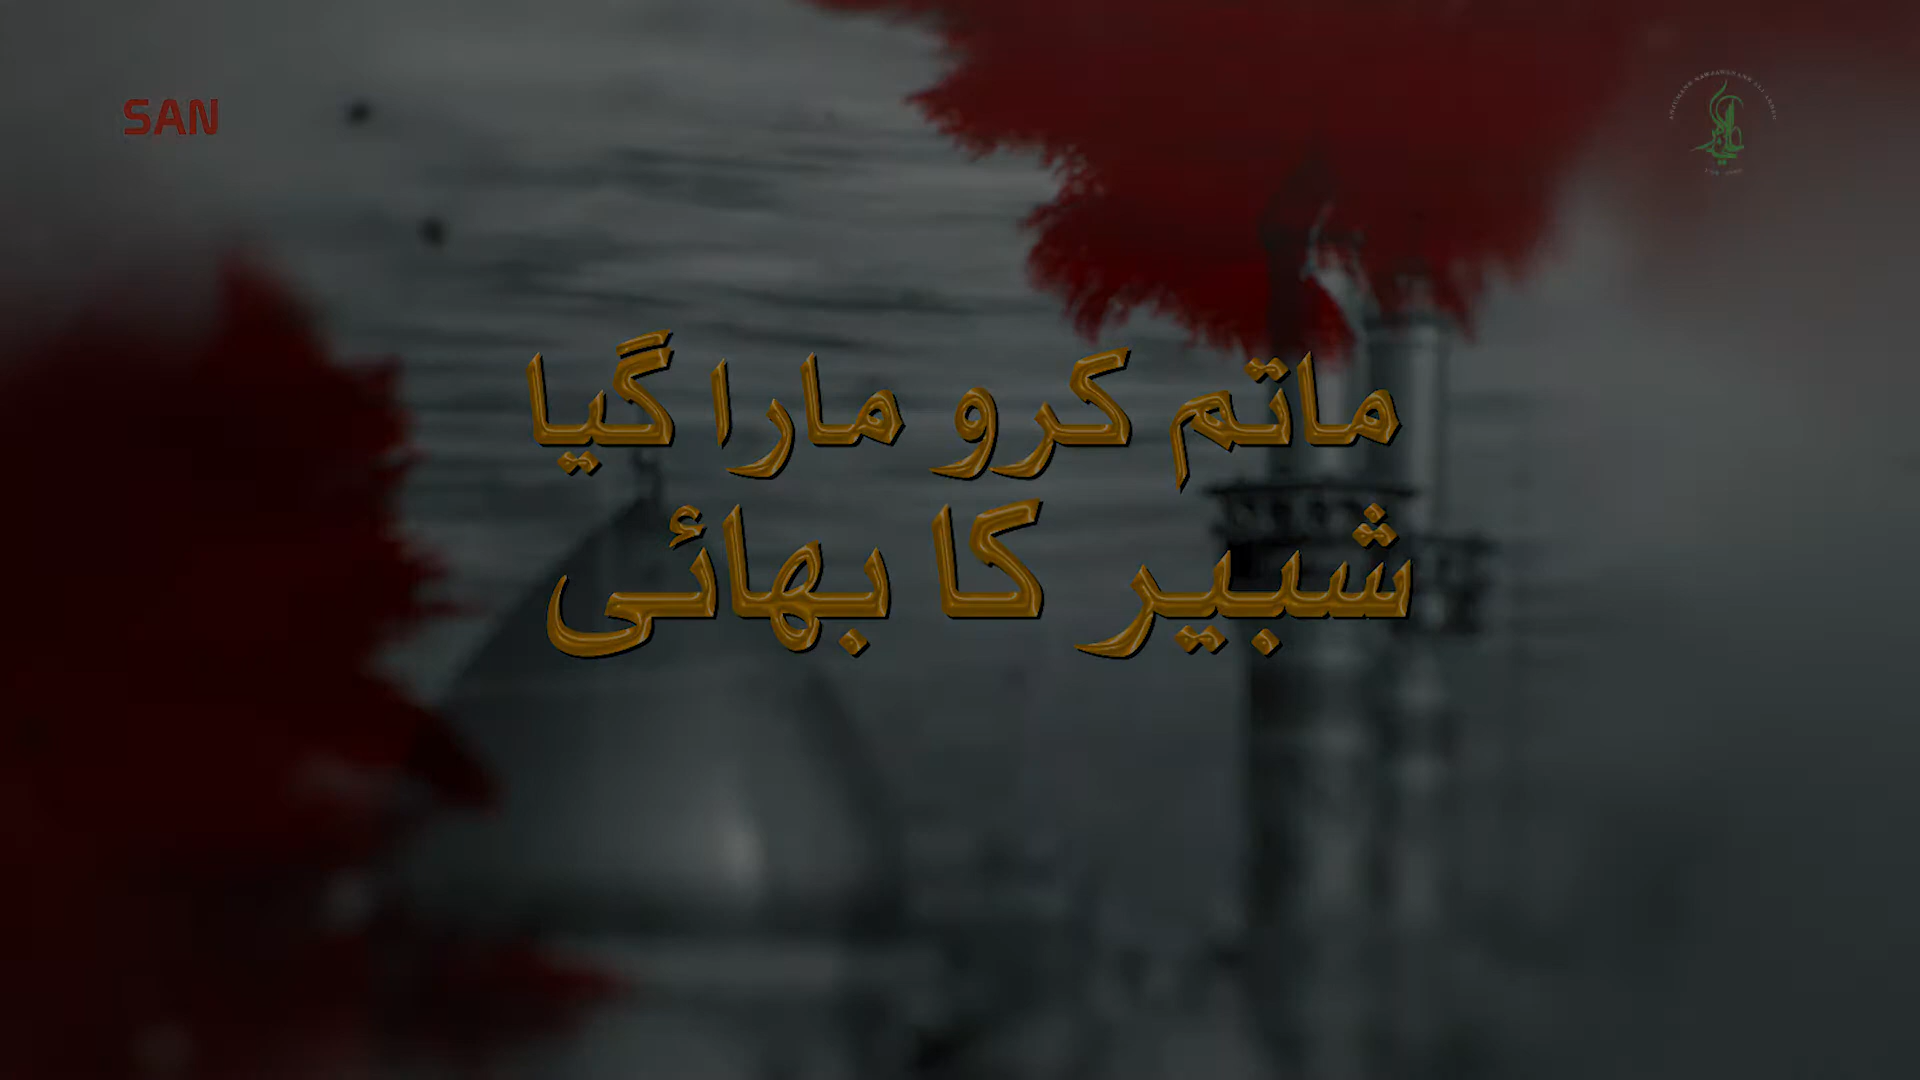 SAN
ماتم کرو مارا گیا
شبیر کا بھائی